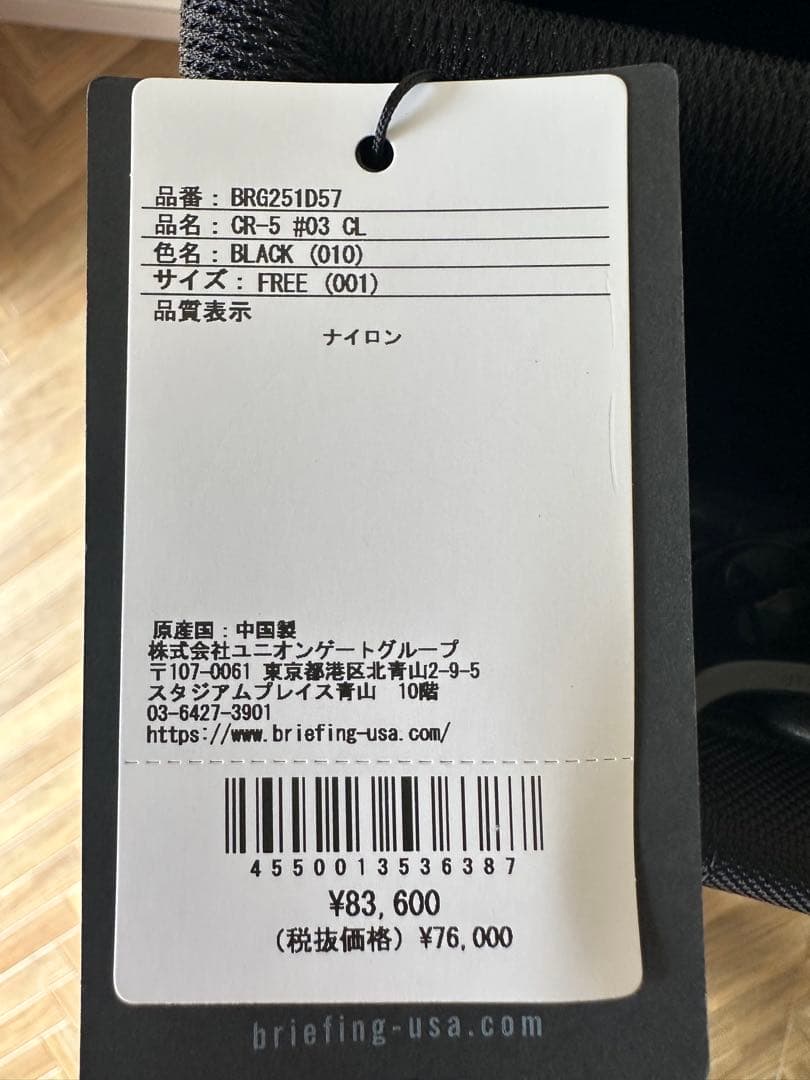 品番 : BRG251D57
品名 : CR-5 #03 CL
色名 : BLACK (010)
サイズ : FREE (001)
品質表示
ナイロン
原産国 : 中国製
株式会社ユニオンゲートグループ
〒107-0061 東京都港区北青山2-9-5
スタジアムプレイス青山 10階
03-6427-3901
https://www.briefing-usa.com/
4550013536387
¥83,600
(税抜価格) ¥76,000
briefing-usa.com